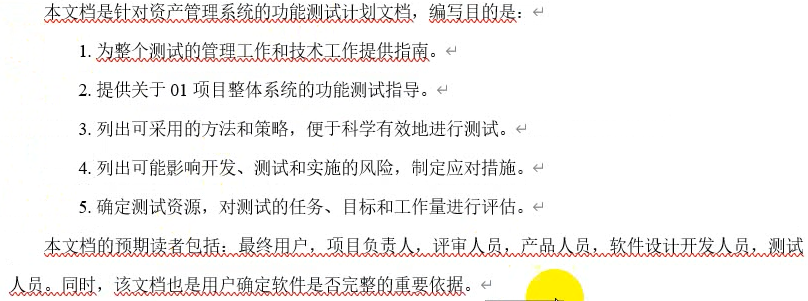 本文档是针对资产管理系统的功能测试计划文档，编写目的是：
1. 为整个测试的管理工作和技术工作提供指南。
2. 提供关于 01 项目整体系统的功能测试指导。
3. 列出可采用的方法和策略，便于科学有效地进行测试。
4. 列出可能影响开发、测试和实施的风险，制定应对措施。
5. 确定测试资源，对测试的任务、目标和工作量进行评估。
本文档的预期读者包括：最终用户，项目负责人，评审人员，产品人员，软件设计开发人员，测试
人员。同时，该文档也是用户确定软件是否完整的重要依据。